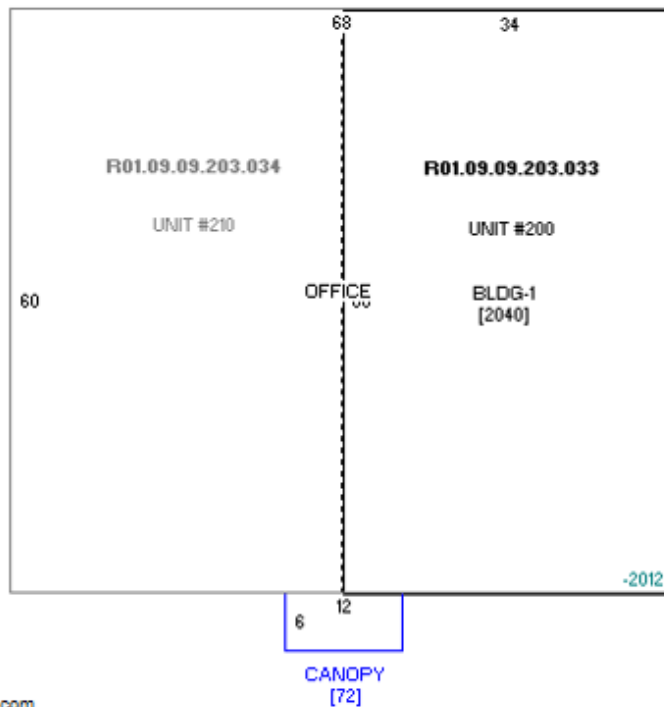 68
34
R01.09.09.203.034
R01.09.09.203.033
UNIT #210
UNIT #200
60
OFFICE
BLDG-1
[2040]
-2012
12
6
CANOPY
[72]
com